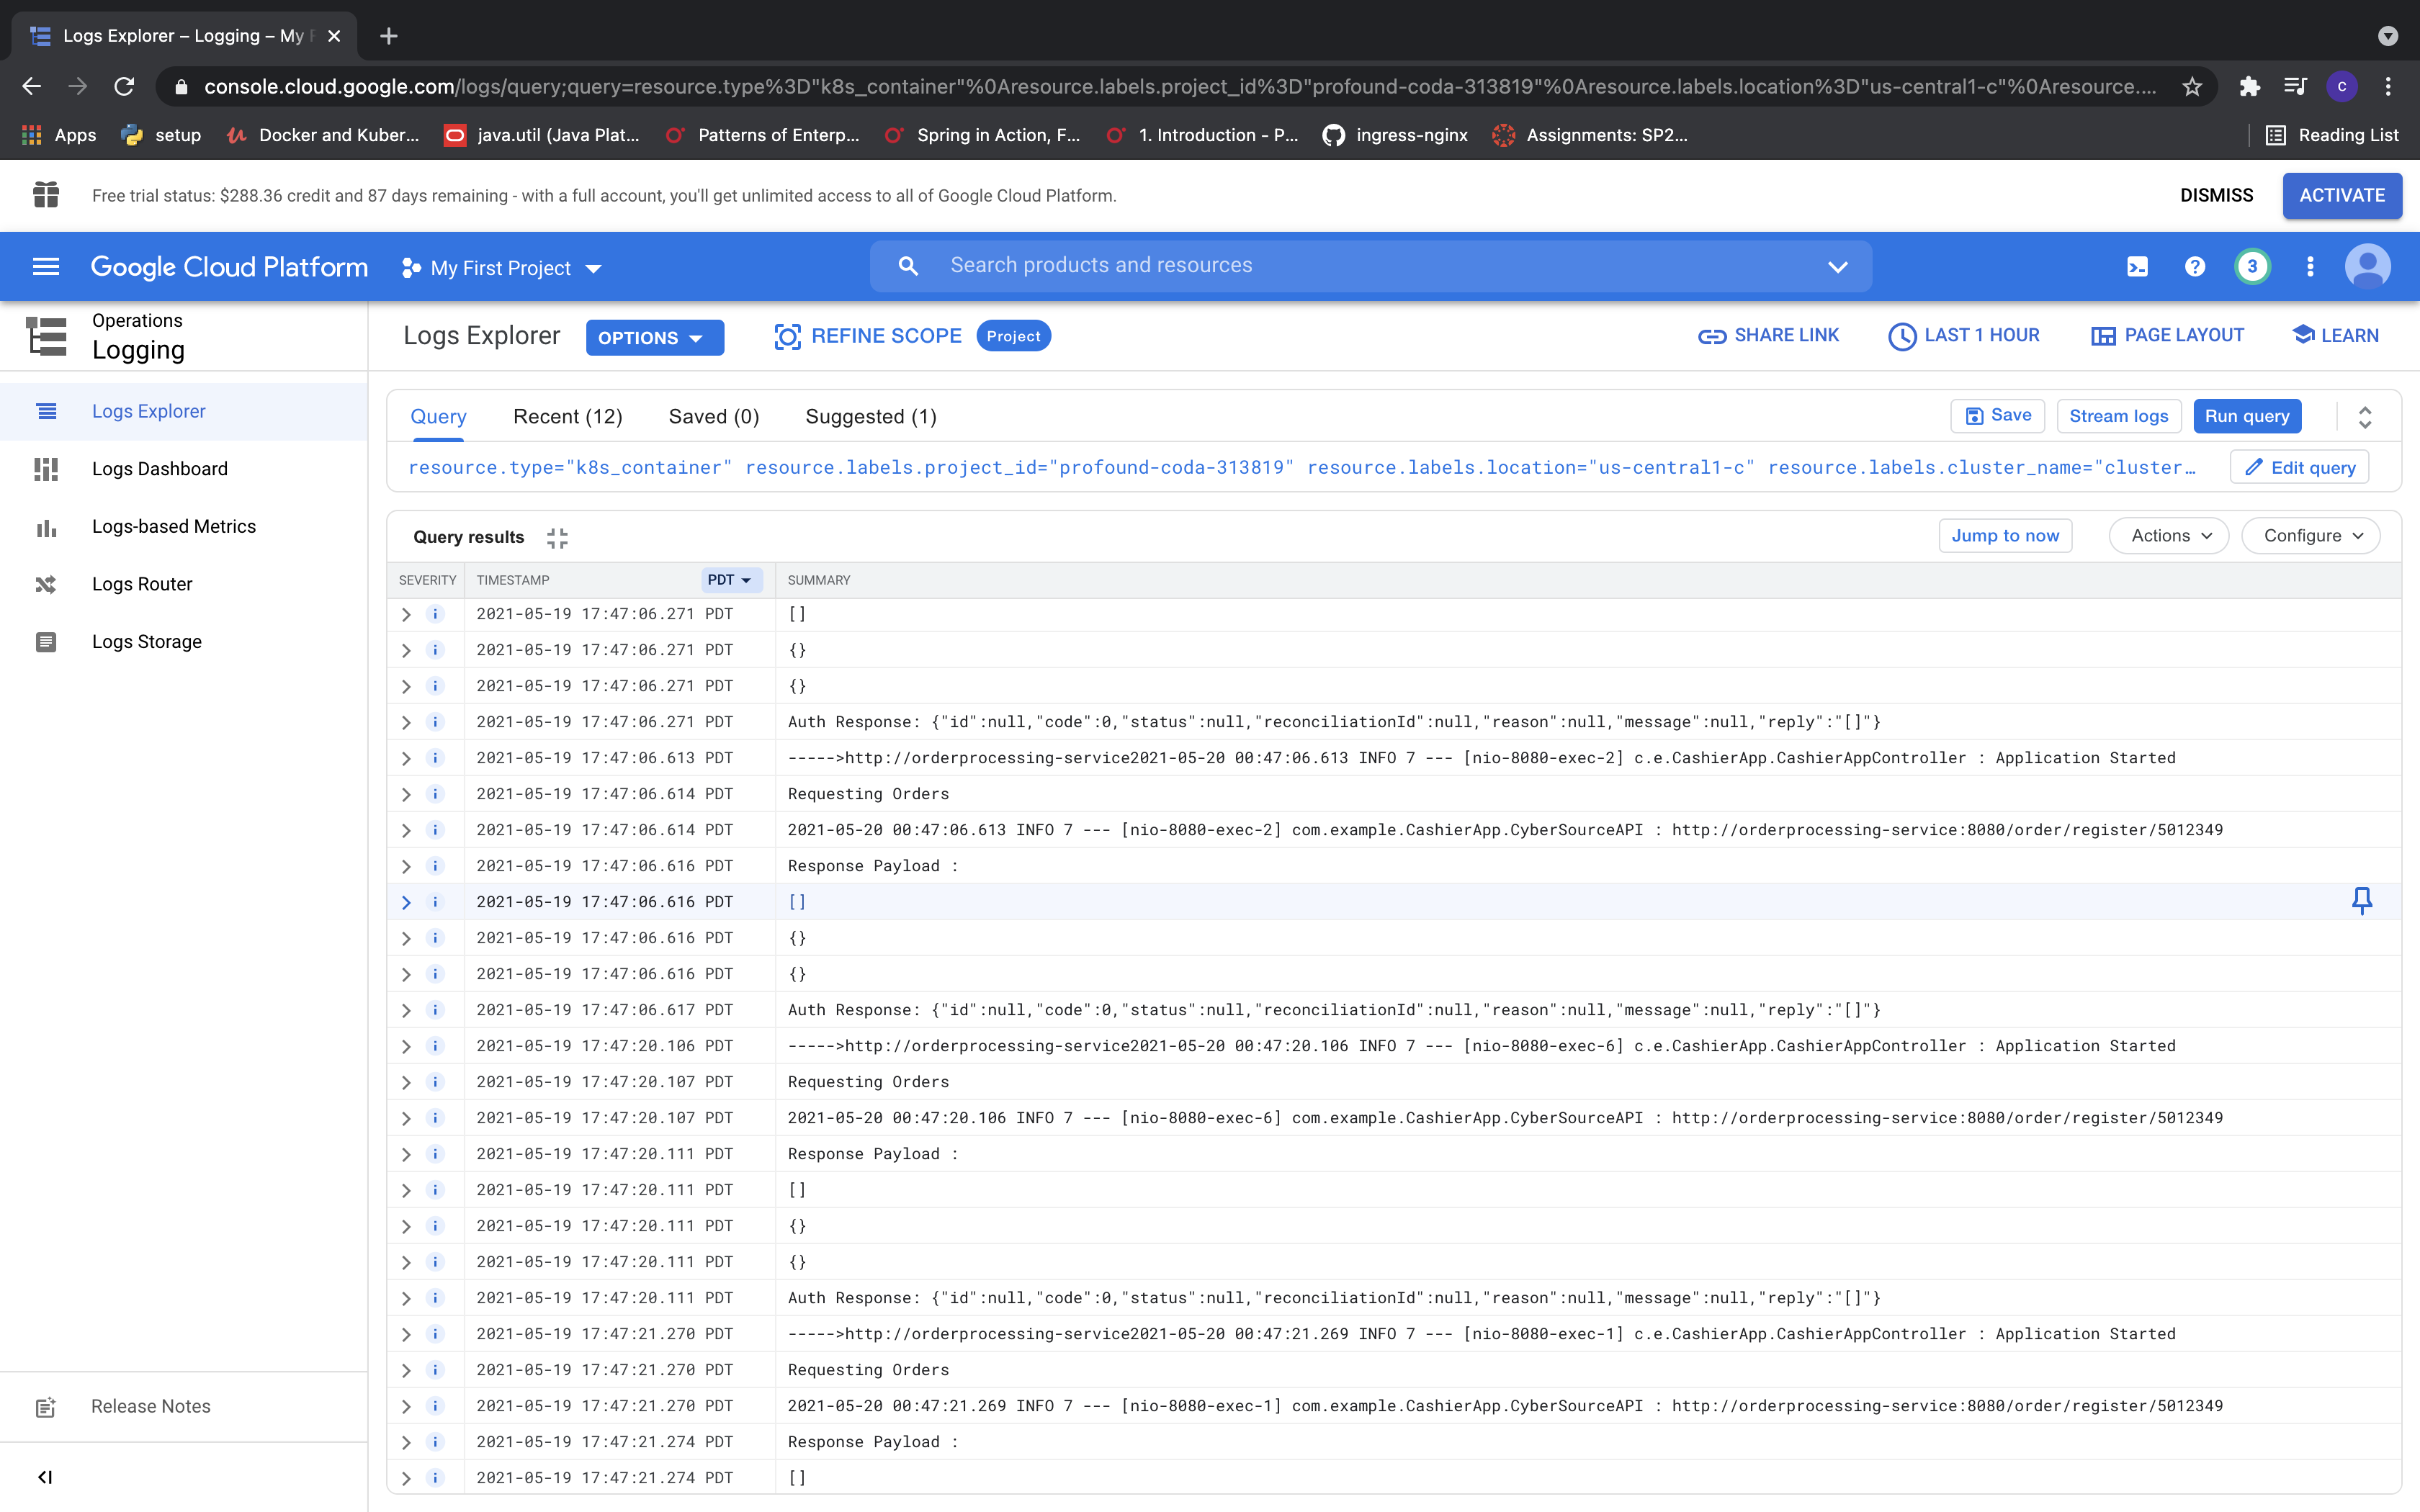 Logs Explorer – Logging – My
console.cloud.google.com/logs/query;query=resource.type%3D"k8s_container"%0Aresource.labels.project_id%3D"profound-coda-313819"%0Aresource.labels.location%3D"us-central1-c"%0Aresource....
C
Apps setup Docker and Kuber... java.util (Java Plat... Patterns of Enterp... Spring in Action, F... 1. Introduction - P... ingress-nginx Assignments: SP2... Reading List
Free trial status: $288.36 credit and 87 days remaining - with a full account, you'll get unlimited access to all of Google Cloud Platform. DISMISS ACTIVATE
Google Cloud Platform My First Project Search products and resources 3
Operations
Logging
Logs Explorer OPTIONS REFINE SCOPE Project SHARE LINK LAST 1 HOUR PAGE LAYOUT LEARN
Logs Explorer
Logs Dashboard
Logs-based Metrics
Logs Router
Logs Storage
Release Notes
Query Recent (12) Saved (0) Suggested (1) Save Stream logs Run query
resource.type="k8s_container" resource.labels.project_id="profound-coda-313819" resource.labels.location="us-central1-c" resource.labels.cluster_name="cluster… Edit query
Query results Jump to now Actions Configure
SEVERITY TIMESTAMP PDT SUMMARY
2021-05-19 17:47:06.271 PDT []
2021-05-19 17:47:06.271 PDT {}
2021-05-19 17:47:06.271 PDT {}
2021-05-19 17:47:06.271 PDT Auth Response: {"id":null,"code":0,"status":null,"reconciliationId":null,"reason":null,"message":null,"reply":"[]"}
2021-05-19 17:47:06.613 PDT ----->http://orderprocessing-service2021-05-20 00:47:06.613 INFO 7 --- [nio-8080-exec-2] c.e.CashierApp.CashierAppController : Application Started
2021-05-19 17:47:06.614 PDT Requesting Orders
2021-05-19 17:47:06.614 PDT 2021-05-20 00:47:06.613 INFO 7 --- [nio-8080-exec-2] com.example.CashierApp.CyberSourceAPI : http://orderprocessing-service:8080/order/register/5012349
2021-05-19 17:47:06.616 PDT Response Payload :
2021-05-19 17:47:06.616 PDT []
2021-05-19 17:47:06.616 PDT {}
2021-05-19 17:47:06.616 PDT {}
2021-05-19 17:47:06.617 PDT Auth Response: {"id":null,"code":0,"status":null,"reconciliationId":null,"reason":null,"message":null,"reply":"[]"}
2021-05-19 17:47:20.106 PDT ----->http://orderprocessing-service2021-05-20 00:47:20.106 INFO 7 --- [nio-8080-exec-6] c.e.CashierApp.CashierAppController : Application Started
2021-05-19 17:47:20.107 PDT Requesting Orders
2021-05-19 17:47:20.107 PDT 2021-05-20 00:47:20.106 INFO 7 --- [nio-8080-exec-6] com.example.CashierApp.CyberSourceAPI : http://orderprocessing-service:8080/order/register/5012349
2021-05-19 17:47:20.111 PDT Response Payload :
2021-05-19 17:47:20.111 PDT []
2021-05-19 17:47:20.111 PDT {}
2021-05-19 17:47:20.111 PDT {}
2021-05-19 17:47:20.111 PDT Auth Response: {"id":null,"code":0,"status":null,"reconciliationId":null,"reason":null,"message":null,"reply":"[]"}
2021-05-19 17:47:21.270 PDT ----->http://orderprocessing-service2021-05-20 00:47:21.269 INFO 7 --- [nio-8080-exec-1] c.e.CashierApp.CashierAppController : Application Started
2021-05-19 17:47:21.270 PDT Requesting Orders
2021-05-19 17:47:21.270 PDT 2021-05-20 00:47:21.269 INFO 7 --- [nio-8080-exec-1] com.example.CashierApp.CyberSourceAPI : http://orderprocessing-service:8080/order/register/5012349
2021-05-19 17:47:21.274 PDT Response Payload :
2021-05-19 17:47:21.274 PDT []